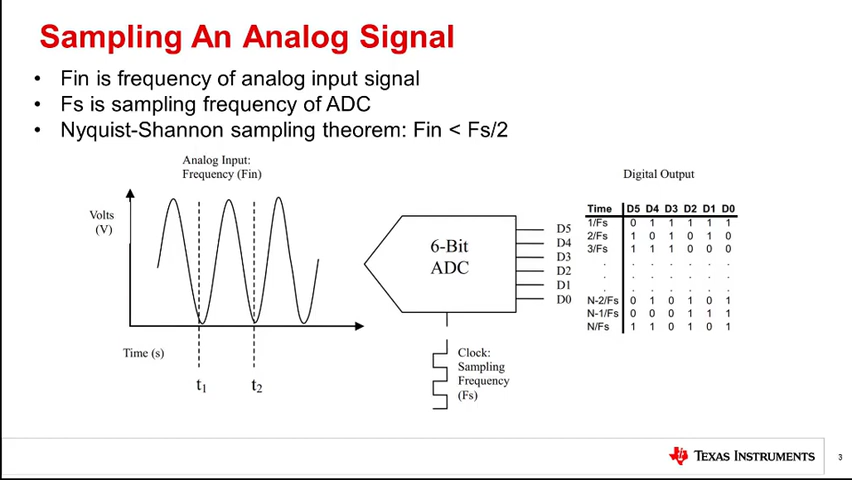 Sampling An Analog Signal
• Fin is frequency of analog input signal
• Fs is sampling frequency of ADC
• Nyquist-Shannon sampling theorem: Fin < Fs/2
Analog Input:
Frequency (Fin)
Volts
(V)
Time (s)
t1
t2
6-Bit
ADC
D5
D4
D3
D2
D1
D0
Clock:
Sampling
Frequency
(Fs)
Digital Output
Time D5 D4 D3 D2 D1 D0
1/Fs 0 1 1 1 1 1
2/Fs 1 0 1 0 1 0
3/Fs 1 1 1 0 0 0
. . . . . . .
. . . . . . .
. . . . . . .
N-2/Fs 0 1 0 1 0 1
N-1/Fs 0 0 0 1 1 1
N/Fs 1 1 0 1 0 1
TEXAS INSTRUMENTS
3